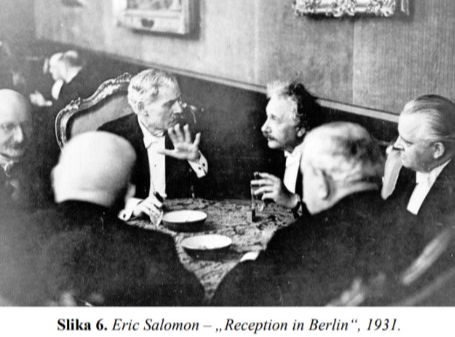 Slika 6. Eric Salomon – „Reception in Berlin“, 1931.